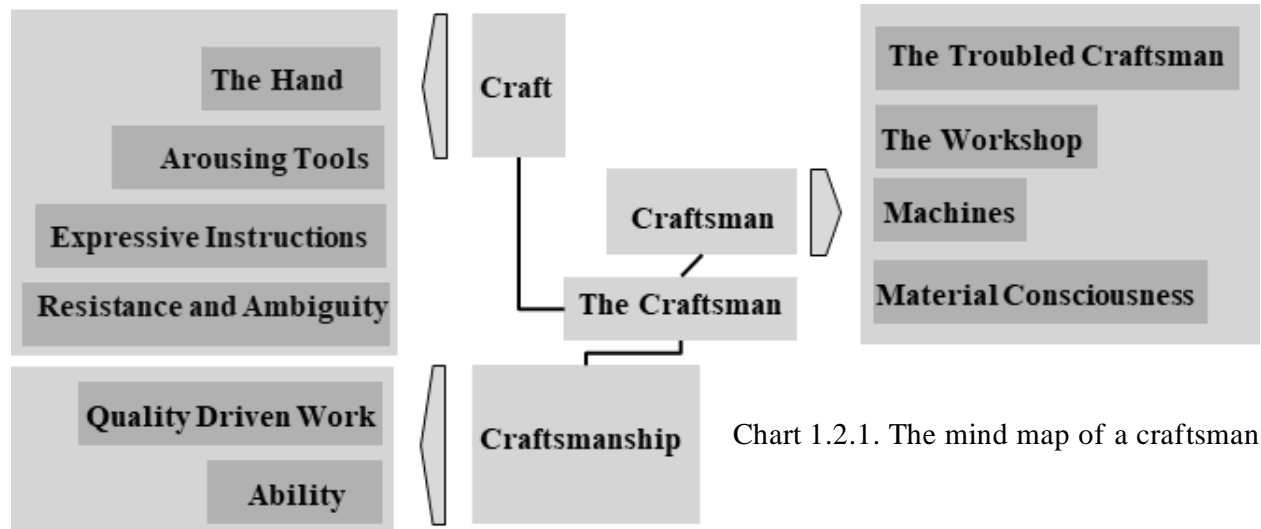 The Hand
Arousing Tools
Expressive Instructions
Resistance and Ambiguity
Craft
The Troubled Craftsman
The Workshop
Machines
Material Consciousness
Craftsman
The Craftsman
Quality Driven Work
Ability
Craftsmanship
Chart 1.2.1. The mind map of a craftsman